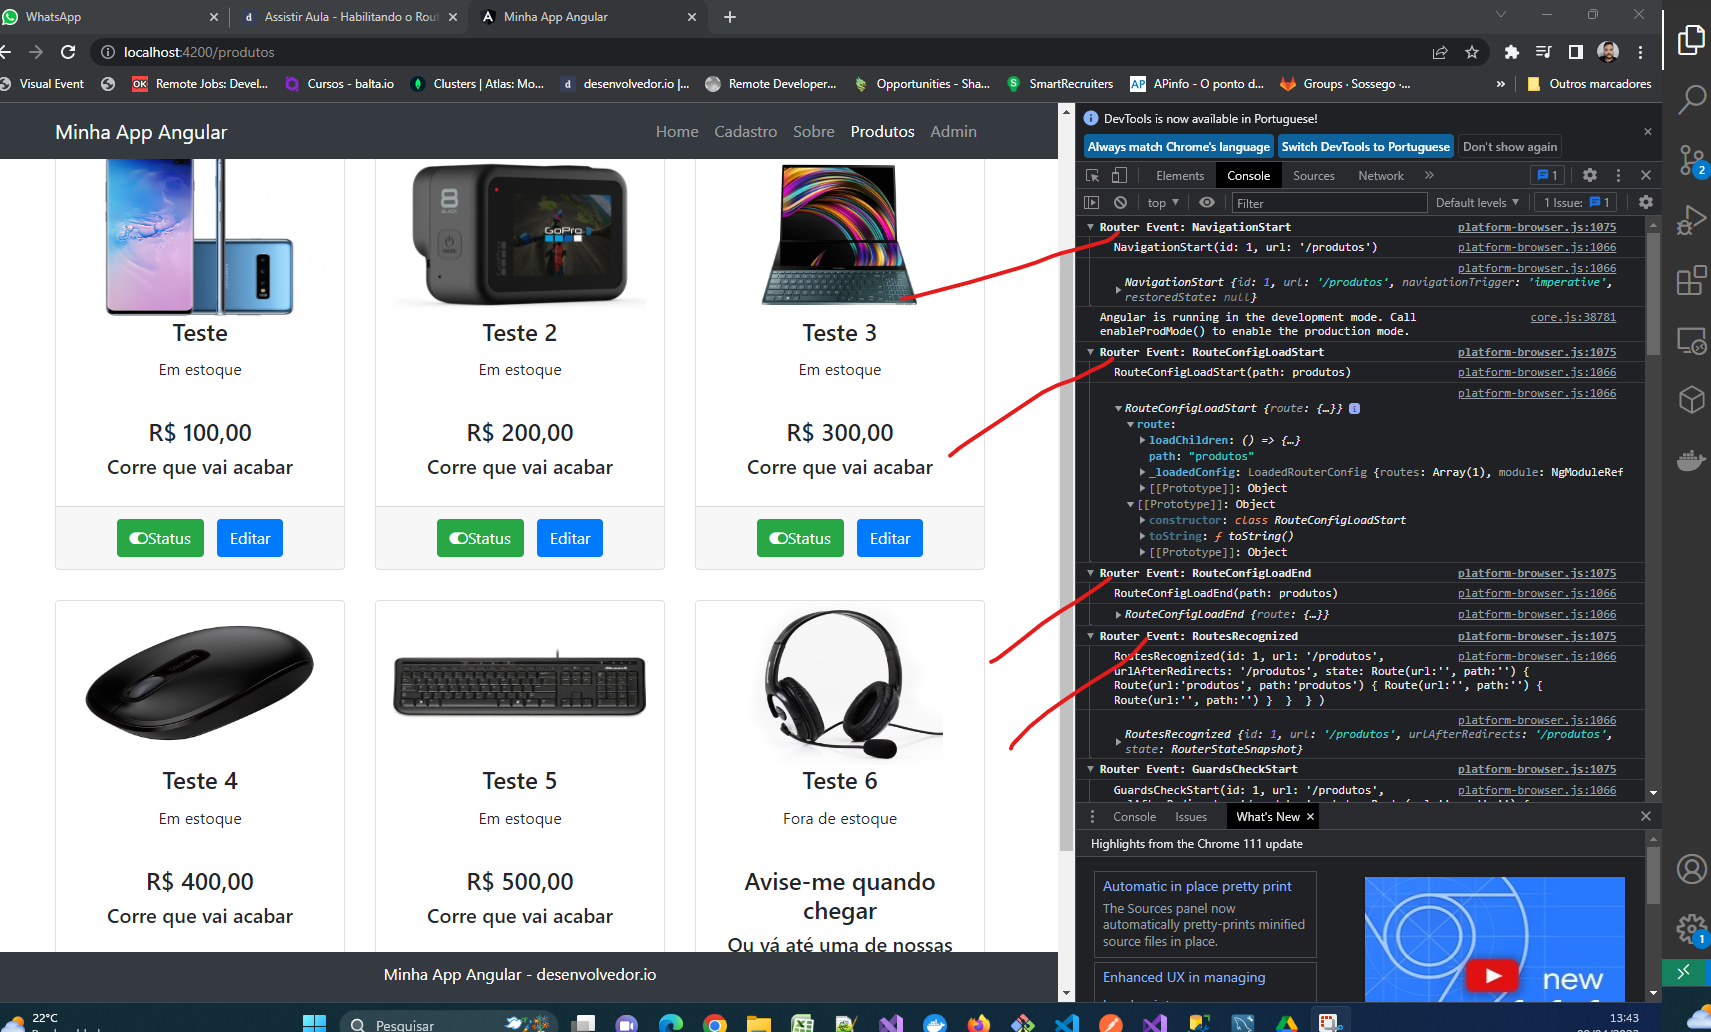 WhatsApp
Assistir Aula - Habilitando o Rout
Minha App Angular
localhost:4200/produtos
Visual Event
Remote Jobs: Devel...
Cursos - balta.io
Clusters | Atlas: Mo...
desenvolvedor.io |...
Remote Developer...
Opportunities - Sha...
SmartRecruiters
APinfo - O ponto d...
Groups · Sossego ·...
»
Outros marcadores
Minha App Angular
Home Cadastro Sobre Produtos Admin
8
BLACK
GoPro
Teste
Em estoque
R$ 100,00
Corre que vai acabar
Status Editar
Teste 2
Em estoque
R$ 200,00
Corre que vai acabar
Status Editar
Teste 3
Em estoque
R$ 300,00
Corre que vai acabar
Status Editar
Teste 4
Em estoque
R$ 400,00
Corre que vai acabar
Teste 5
Em estoque
R$ 500,00
Corre que vai acabar
Teste 6
Fora de estoque
Avise-me quando
chegar
Ou vá até uma de nossas
Minha App Angular - desenvolvedor.io
DevTools is now available in Portuguese!
Always match Chrome's language Switch DevTools to Portuguese Don't show again
Elements Console Sources Network » 1
top Filter Default levels 1 Issue: 1
Router Event: NavigationStart platform-browser.js:1075
NavigationStart(id: 1, url: '/produtos') platform-browser.js:1066
platform-browser.js:1066
NavigationStart {id: 1, url: '/produtos', navigationTrigger: 'imperative',
restoredState: null}
Angular is running in the development mode. Call core.js:38781
enableProdMode() to enable the production mode.
Router Event: RouteConfigLoadStart platform-browser.js:1075
RouteConfigLoadStart(path: produtos) platform-browser.js:1066
platform-browser.js:1066
RouteConfigLoadStart {route: {…}} i
route:
loadChildren: () => {…}
path: "produtos"
_loadedConfig: LoadedRouterConfig {routes: Array(1), module: NgModuleRef
[[Prototype]]: Object
[[Prototype]]: Object
constructor: class RouteConfigLoadStart
toString: ƒ toString()
[[Prototype]]: Object
Router Event: RouteConfigLoadEnd platform-browser.js:1075
RouteConfigLoadEnd(path: produtos) platform-browser.js:1066
RouteConfigLoadEnd {route: {…}} platform-browser.js:1066
Router Event: RoutesRecognized platform-browser.js:1075
RoutesRecognized(id: 1, url: '/produtos', platform-browser.js:1066
urlAfterRedirects: '/produtos', state: Route(url:'', path:'') {
Route(url:'produtos', path:'produtos') { Route(url:'', path:'') {
Route(url:'', path:'') } } } )
platform-browser.js:1066
RoutesRecognized {id: 1, url: '/produtos', urlAfterRedirects: '/produtos',
state: RouterStateSnapshot}
Router Event: GuardsCheckStart platform-browser.js:1075
GuardsCheckStart(id: 1, url: '/produtos', platform-browser.js:1066
Console Issues What's New
Highlights from the Chrome 111 update
Automatic in place pretty print
The Sources panel now
automatically pretty-prints minified
source files in place.
Enhanced UX in managing
new
2
1
22°C
Pesquisar
13:43